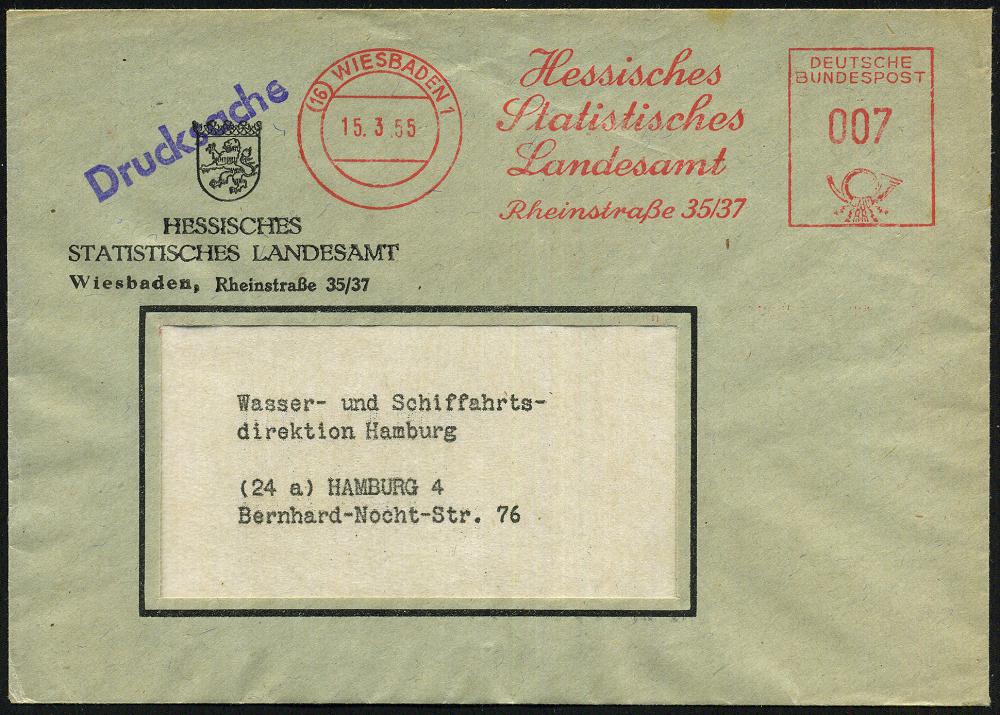 Drucksache
(16) WIESBADEN 1
15.3.55
Hessisches
Statistisches
Landesamt
Rheinstraße 35/37
DEUTSCHE
BUNDESPOST
007
HESSISCHES
STATISTISCHES LANDESAMT
Wiesbaden, Rheinstraße 35/37
Wasser- und Schiffahrts-
direktion Hamburg
(24 a) HAMBURG 4
Bernhard-Nocht-Str. 76